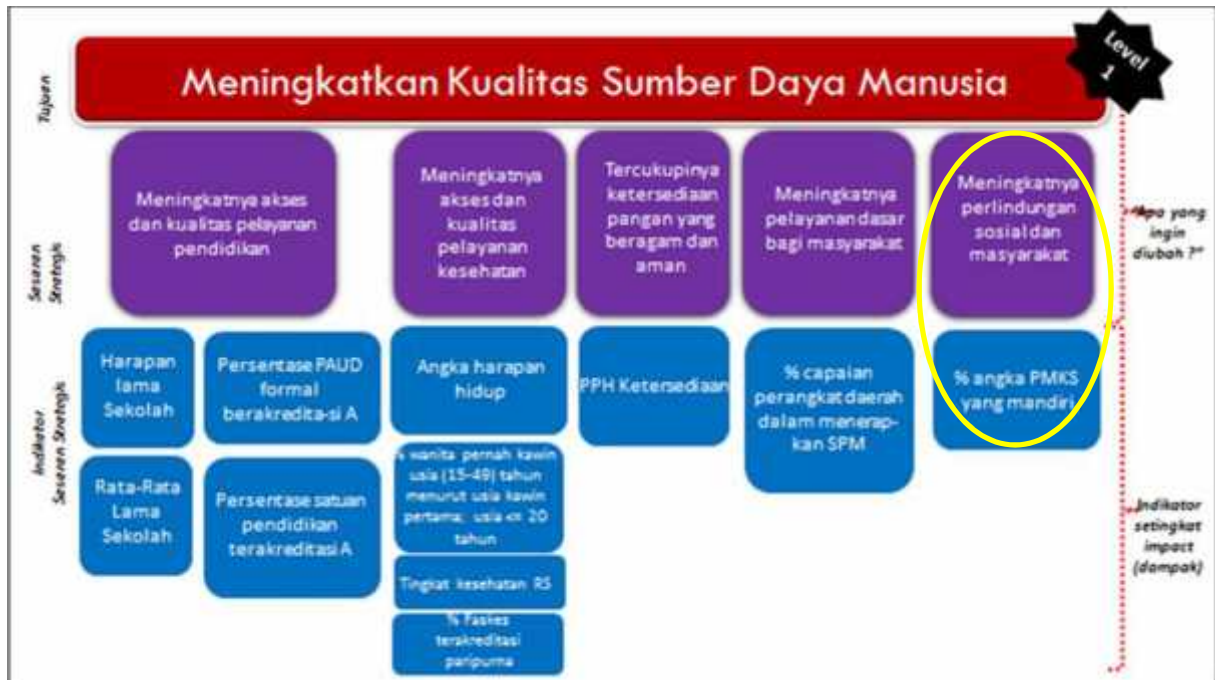 Level
1
Tujuan
Meningkatkan Kualitas Sumber Daya Manusia
Sasaran
Strategis
Meningkatnya akses
dan kualitas pelayanan
pendidikan
Meningkatnya
akses dan
kualitas
pelayanan
kesehatan
Tercukupinya
ketersediaan
pangan yang
beragam dan
aman
Meningkatnya
pelayanan dasar
bagi masyarakat
Meningkatnya
perlindungan
sosial dan
masyarakat
"Apa yang
ingin
diubah ?"
Indikator
Sasaran Strategis
Harapan
lama
Sekolah
Persentase PAUD
formal
berakredita-si A
Rata-Rata
Lama
Sekolah
Persentase satuan
pendidikan
terakreditasi A
Angka harapan
hidup
% wanita pernah kawin
usia (15-49) tahun
menurut usia kawin
pertama; usia <= 20
tahun
Tingkat kesehatan RS
% Faskes
terakreditasi
paripurna
PPH Ketersediaan
% capaian
perangkat daerah
dalam menerap-
kan SPM
% angka PMKS
yang mandiri
Indikator
setingkat
impact
(dampak)